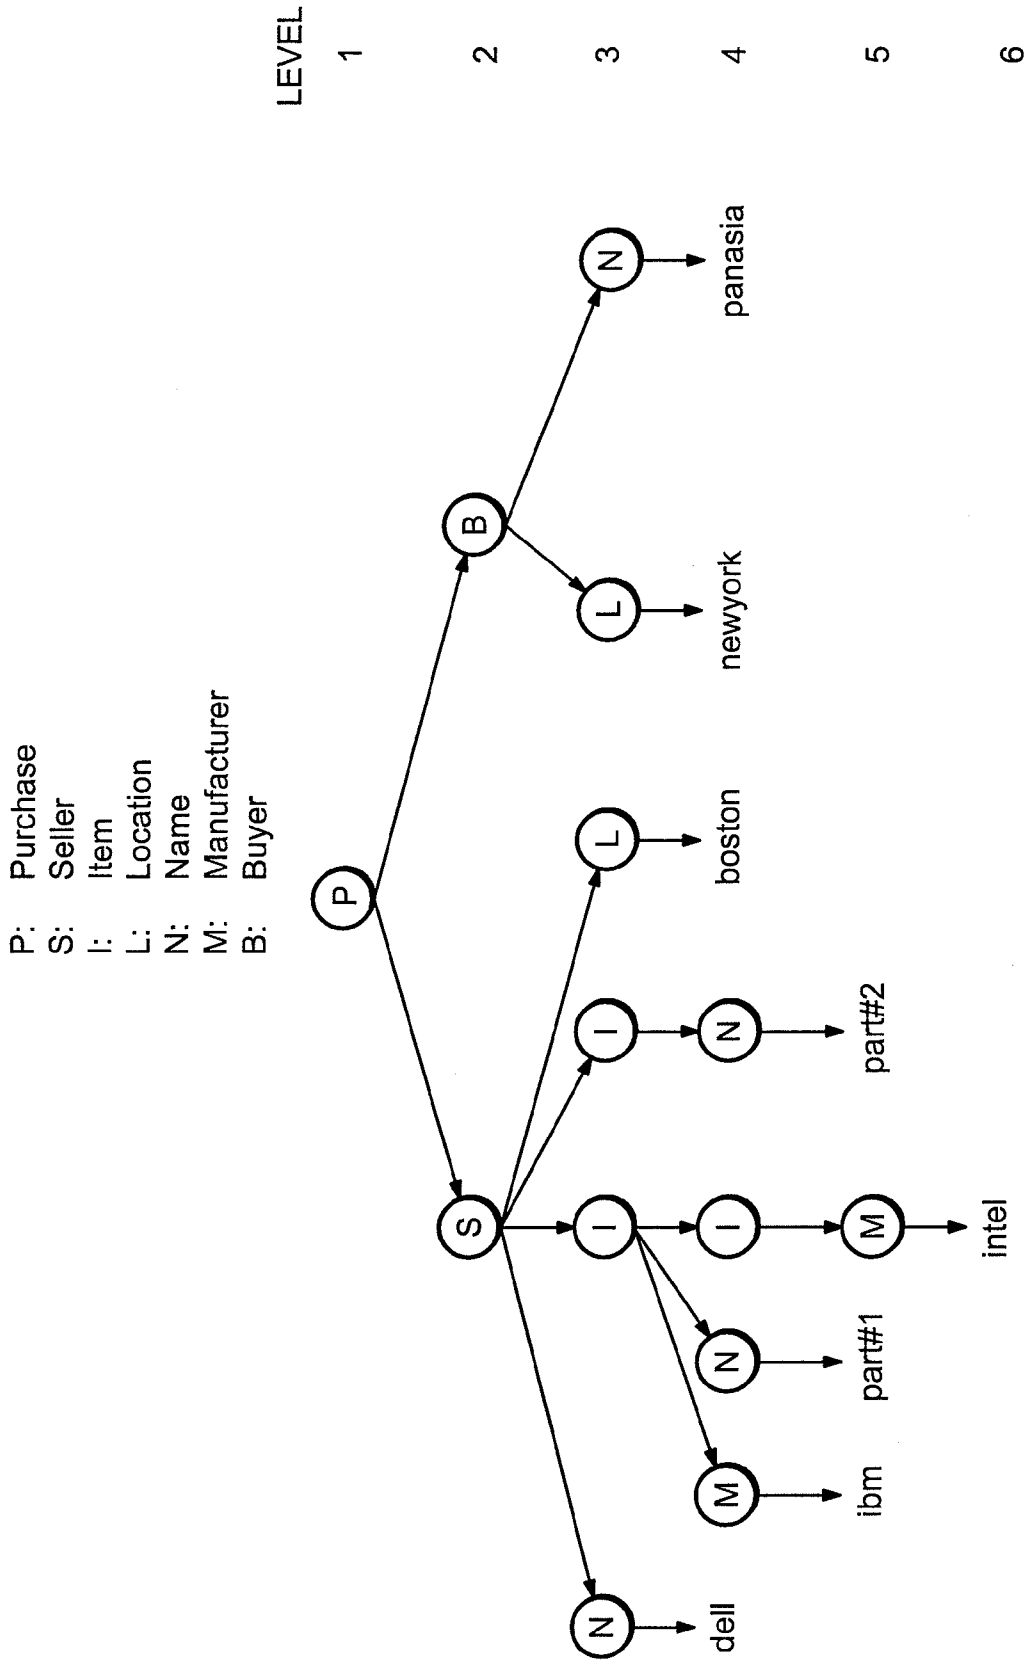 P: Purchase
S: Seller
I: Item
L: Location
N: Name
M: Manufacturer
B: Buyer
LEVEL
P 1
S B 2
N I I L L N 3
dell M N I N boston newyork panasia 4
ibm part#1 M part#2 5
intel 6